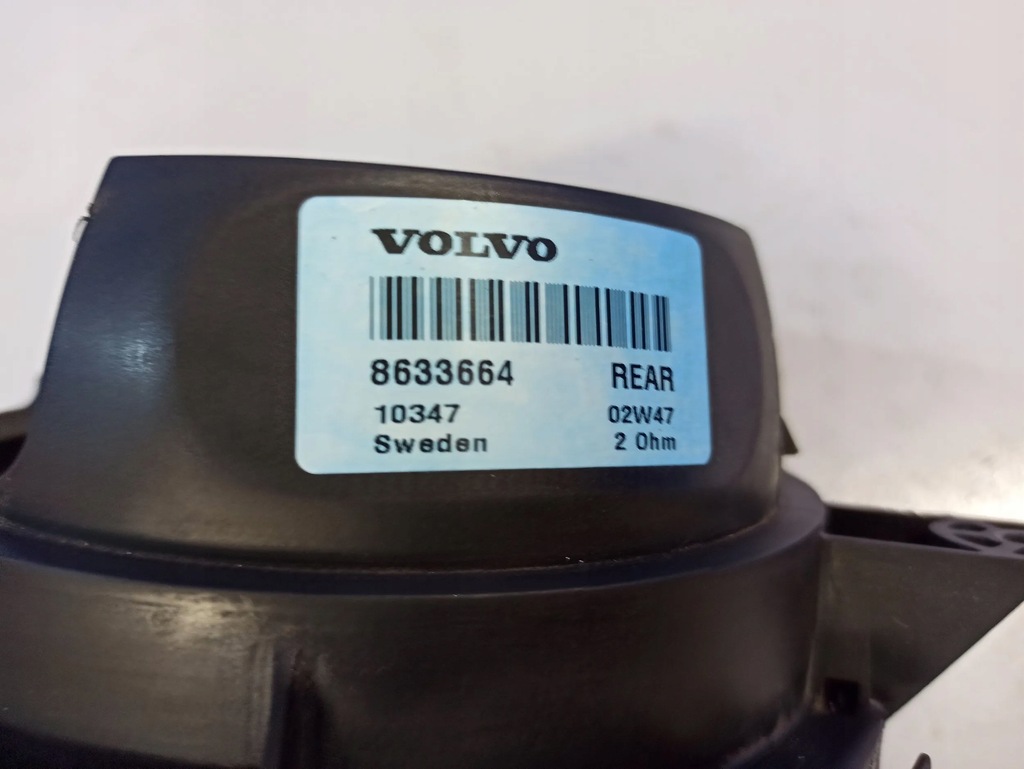 VOLVO
8633664 REAR
10347 02W47
Sweden 2 Ohm